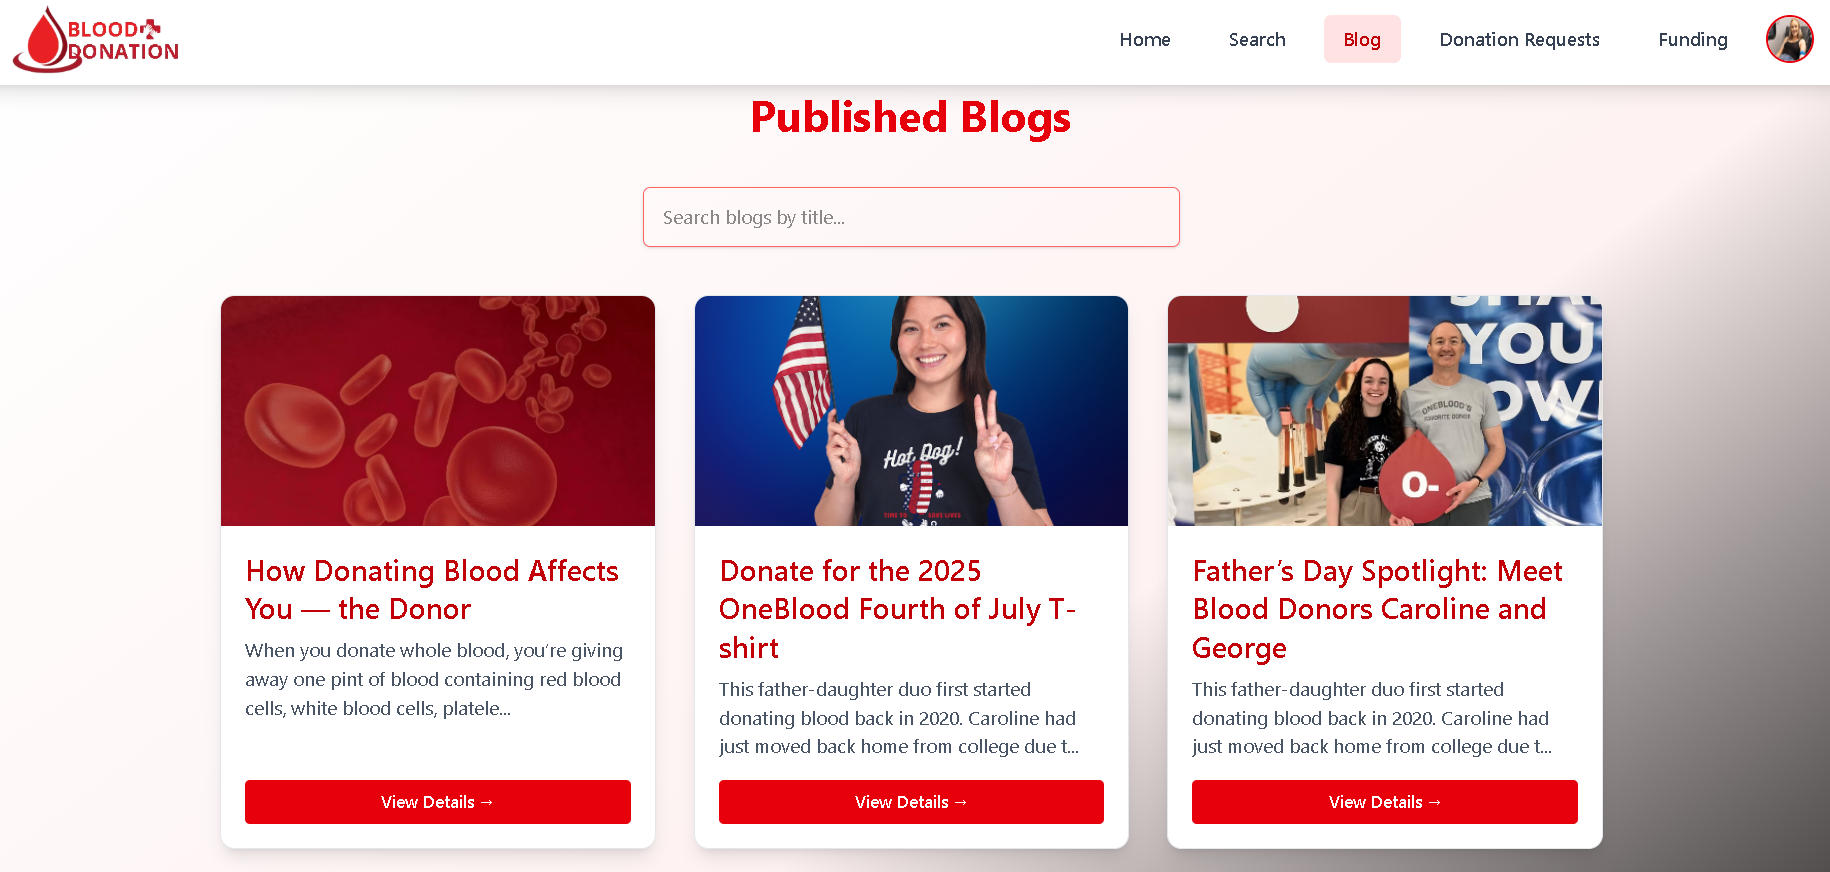 BLOOD
DONATION
Home
Search
Blog
Donation Requests
Funding
Published Blogs
Search blogs by title...
SHA
YOU
OW
ONEBLOOD'S
FAVORITE DONOR
O-
Hot Dog!
TIME TO SAVE LIVES
How Donating Blood Affects
You — the Donor
When you donate whole blood, you’re giving
away one pint of blood containing red blood
cells, white blood cells, platele...
View Details →
Donate for the 2025
OneBlood Fourth of July T-
shirt
This father-daughter duo first started
donating blood back in 2020. Caroline had
just moved back home from college due t...
View Details →
Father’s Day Spotlight: Meet
Blood Donors Caroline and
George
This father-daughter duo first started
donating blood back in 2020. Caroline had
just moved back home from college due t...
View Details →